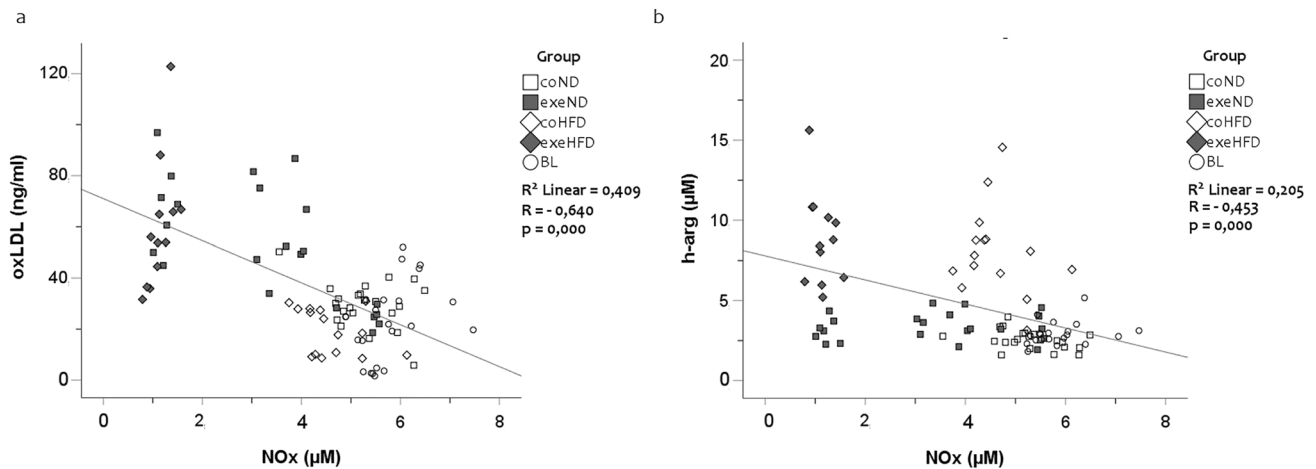 a
oxLDL (ng/ml)
120
80
40
0
0
2
4
6
8
NOx (µM)
Group
coND
exeND
coHFD
exeHFD
BL
R² Linear = 0,409
R = - 0,640
p = 0,000
b
h-arg (µM)
20
15
10
5
0
0
2
4
6
8
NOx (µM)
Group
coND
exeND
coHFD
exeHFD
BL
R² Linear = 0,205
R = - 0,453
p = 0,000